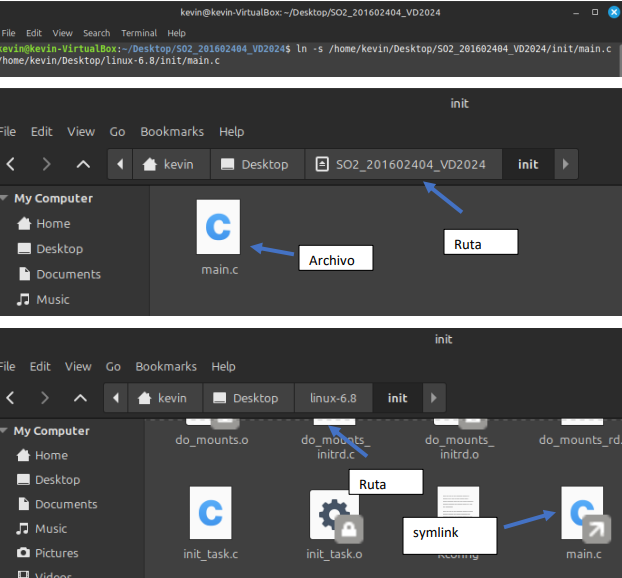 kevin@kevin-VirtualBox: ~/Desktop/SO2_201602404_VD2024
File Edit View Search Terminal Help
kevin@kevin-VirtualBox:~/Desktop/SO2_201602404_VD2024$ ln -s /home/kevin/Desktop/SO2_201602404_VD2024/init/main.c
/home/kevin/Desktop/linux-6.8/init/main.c
init
File Edit View Go Bookmarks Help
kevin Desktop SO2_201602404_VD2024 init
My Computer
Home
Desktop
Documents
Music
main.c
Archivo
Ruta
init
File Edit View Go Bookmarks Help
kevin Desktop linux-6.8 init
My Computer
Home
Desktop
Documents
Music
Pictures
Videos
do_mounts.o
do_mounts_
initrd.c
do_mounts_
initrd.o
do_mounts_rd.
Ruta
symlink
init_task.c
init_task.o
Kconfig
main.c